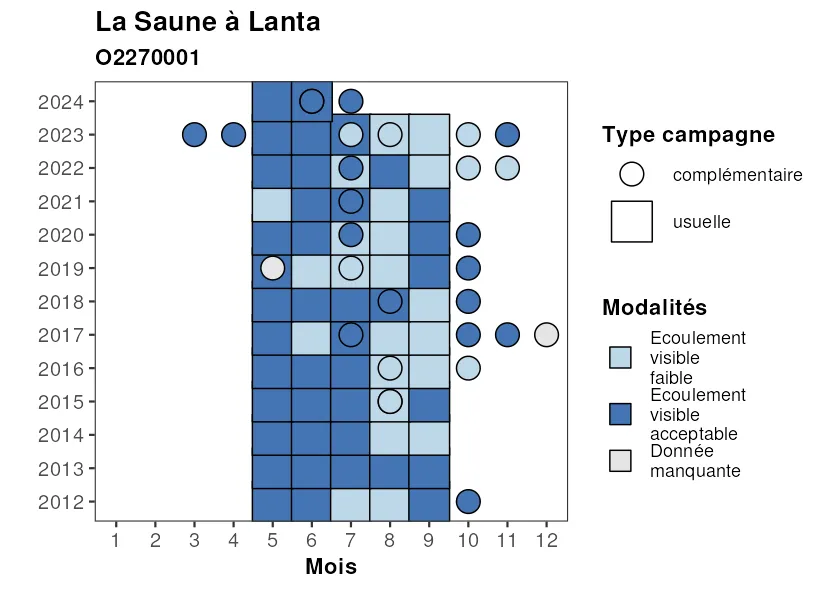 La Saune à Lanta
O2270001
2024
2023
2022
2021
2020
2019
2018
2017
2016
2015
2014
2013
2012
1 2 3 4 5 6 7 8 9 10 11 12
Mois
Type campagne
complémentaire
usuelle
Modalités
Ecoulement
visible
faible
Ecoulement
visible
acceptable
Donnée
manquante